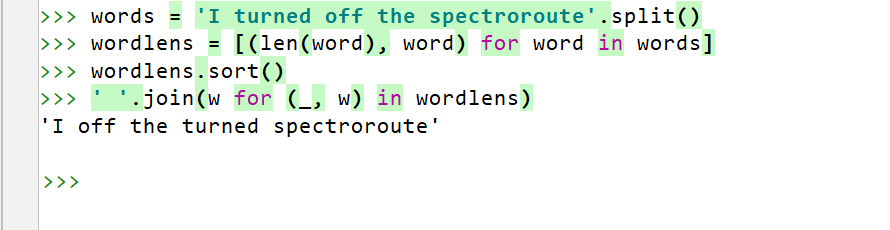 >>> words = 'I turned off the spectroroute'.split()
>>> wordlens = [(len(word), word) for word in words]
>>> wordlens.sort()
>>> ' '.join(w for (_, w) in wordlens)
'I off the turned spectroroute'
>>>